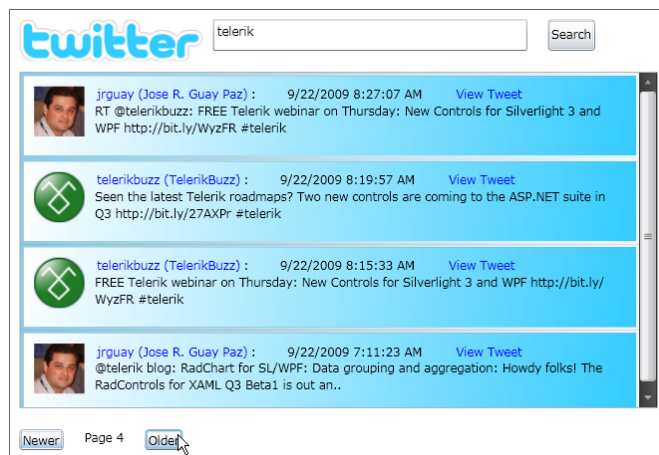 twitter
telerik
Search
jrguay (Jose R. Guay Paz) : 9/22/2009 8:27:07 AM View Tweet
RT @telerikbuzz: FREE Telerik webinar on Thursday: New Controls for Silverlight 3 and
WPF http://bit.ly/WyzFR #telerik
telerikbuzz (TelerikBuzz) : 9/22/2009 8:19:57 AM View Tweet
Seen the latest Telerik roadmaps? Two new controls are coming to the ASP.NET suite in
Q3 http://bit.ly/27AXPr #telerik
telerikbuzz (TelerikBuzz) : 9/22/2009 8:15:33 AM View Tweet
FREE Telerik webinar on Thursday: New Controls for Silverlight 3 and WPF http://bit.ly/
WyzFR #telerik
jrguay (Jose R. Guay Paz) : 9/22/2009 7:11:23 AM View Tweet
@telerik blog: RadChart for SL/WPF: Data grouping and aggregation: Howdy folks! The
RadControls for XAML Q3 Beta1 is out an..
Newer Page 4 Older